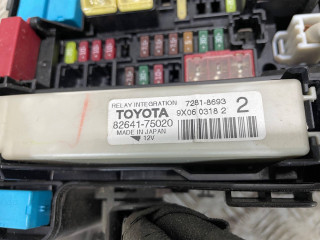 RELAY INTEGRATION 7281-8693
TOYOTA 9X06 0318 2 2
82641-75020
MADE IN JAPAN
12V